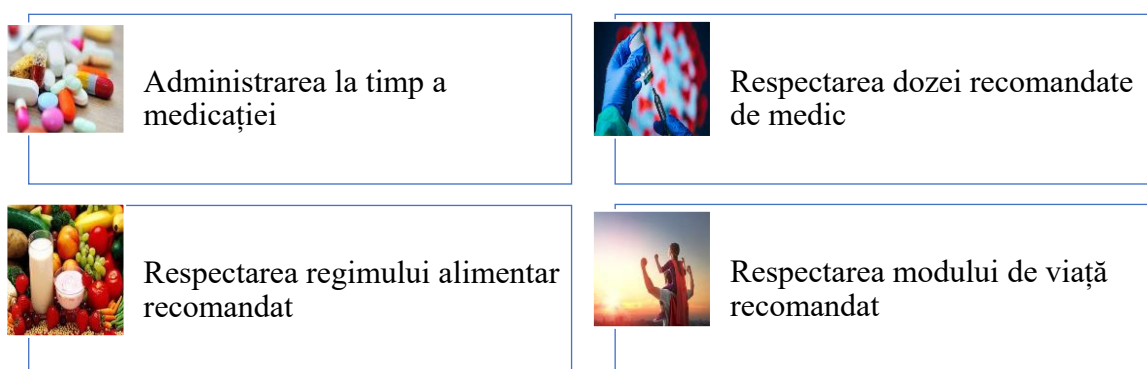 Administrarea la timp a
medicației
Respectarea dozei recomandate
de medic
Respectarea regimului alimentar
recomandat
Respectarea modului de viață
recomandat